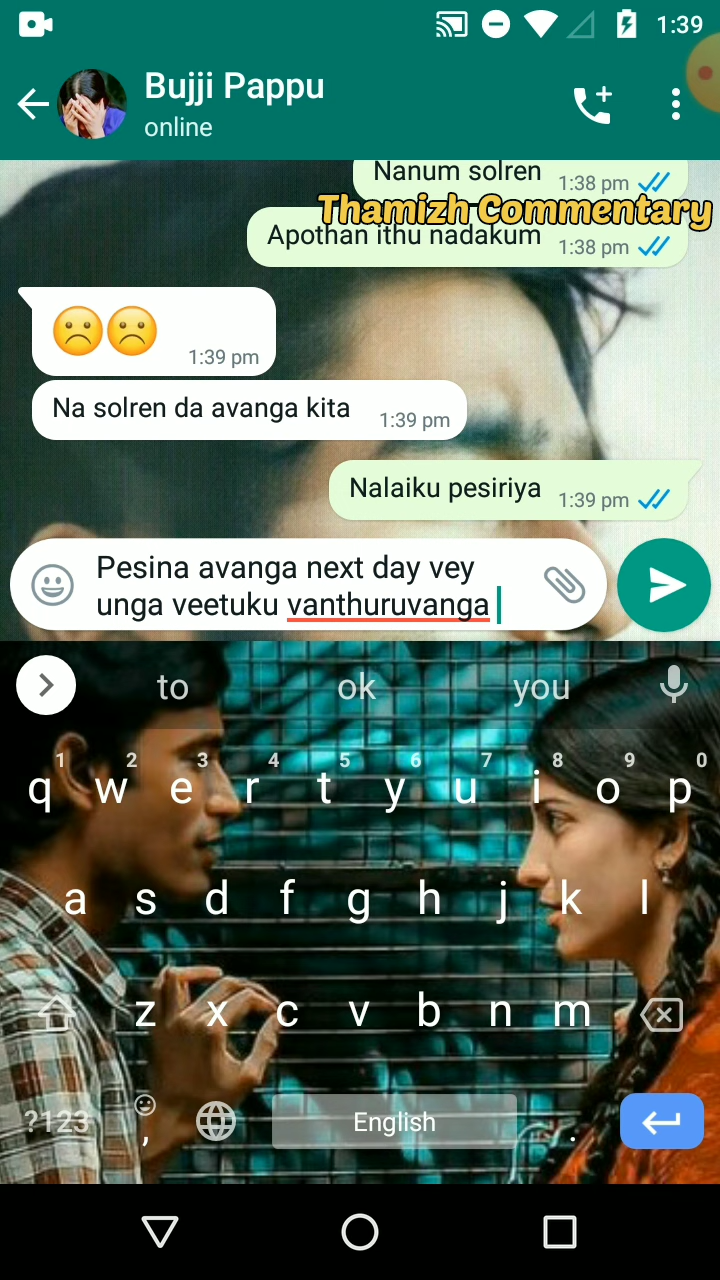 1:39
Bujji Pappu
online
Nanum solren 1:38 pm
Thamizh Commentary
Apothan ithu nadakum 1:38 pm
1:39 pm
Na solren da avanga kita 1:39 pm
Nalaiku pesiriya 1:39 pm
Pesina avanga next day vey
unga veetuku vanthuruvanga
to ok you
1 2 3 4 5 6 7 8 9 0
q w e r t y u i o p
a s d f g h j k l
z x c v b n m
?123 , English .